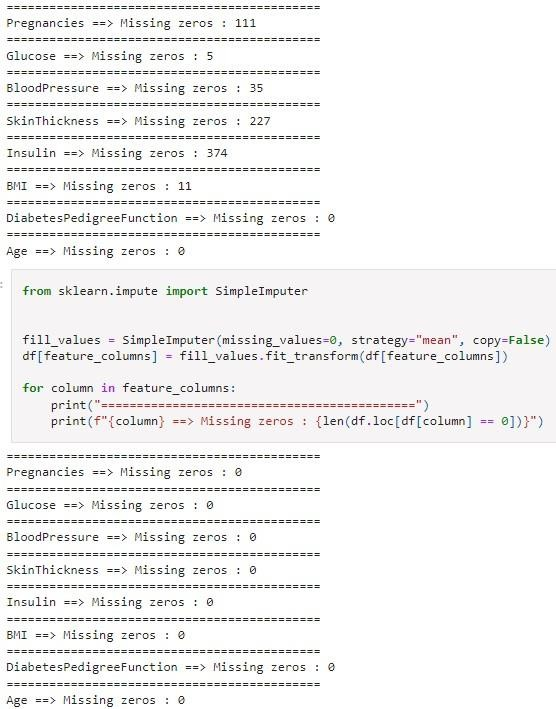 ============================================
Pregnancies ==> Missing zeros : 111
============================================
Glucose ==> Missing zeros : 5
============================================
BloodPressure ==> Missing zeros : 35
============================================
SkinThickness ==> Missing zeros : 227
============================================
Insulin ==> Missing zeros : 374
============================================
BMI ==> Missing zeros : 11
============================================
DiabetesPedigreeFunction ==> Missing zeros : 0
============================================
Age ==> Missing zeros : 0
:
from sklearn.impute import SimpleImputer
fill_values = SimpleImputer(missing_values=0, strategy="mean", copy=False)
df[feature_columns] = fill_values.fit_transform(df[feature_columns])
for column in feature_columns:
    print("============================================")
    print(f"{column} ==> Missing zeros : {len(df.loc[df[column] == 0])}")
============================================
Pregnancies ==> Missing zeros : 0
============================================
Glucose ==> Missing zeros : 0
============================================
BloodPressure ==> Missing zeros : 0
============================================
SkinThickness ==> Missing zeros : 0
============================================
Insulin ==> Missing zeros : 0
============================================
BMI ==> Missing zeros : 0
============================================
DiabetesPedigreeFunction ==> Missing zeros : 0
============================================
Age ==> Missing zeros : 0